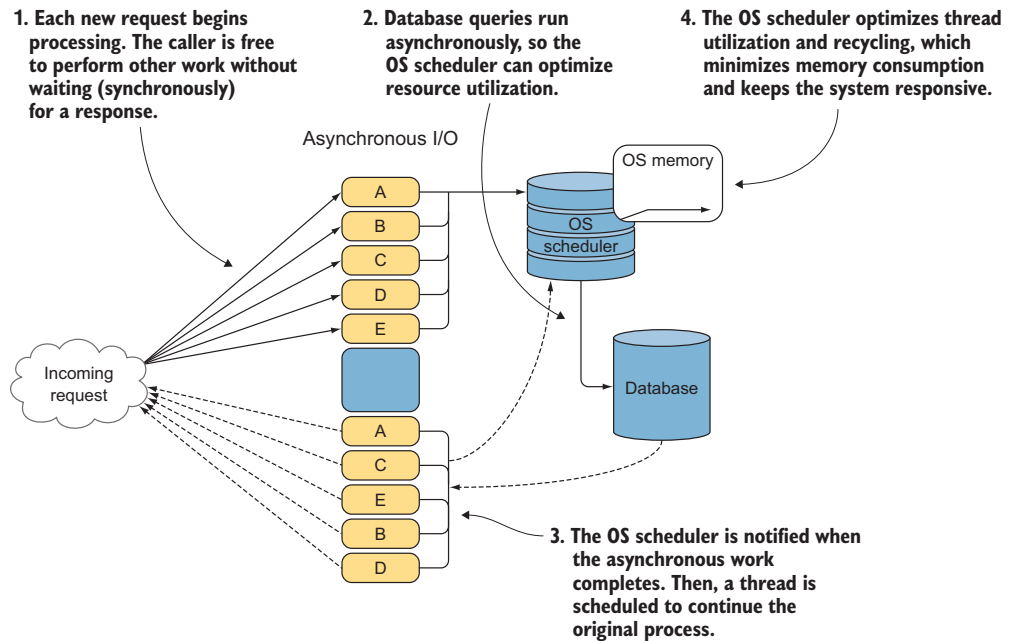 1. Each new request begins
processing. The caller is free
to perform other work without
waiting (synchronously)
for a response.
2. Database queries run
asynchronously, so the
OS scheduler can optimize
resource utilization.
4. The OS scheduler optimizes thread
utilization and recycling, which
minimizes memory consumption
and keeps the system responsive.
Asynchronous I/O
OS memory
A
B
C
D
E
OS
scheduler
Incoming
request
Database
A
C
E
B
D
3. The OS scheduler is notified when
the asynchronous work
completes. Then, a thread is
scheduled to continue the
original process.